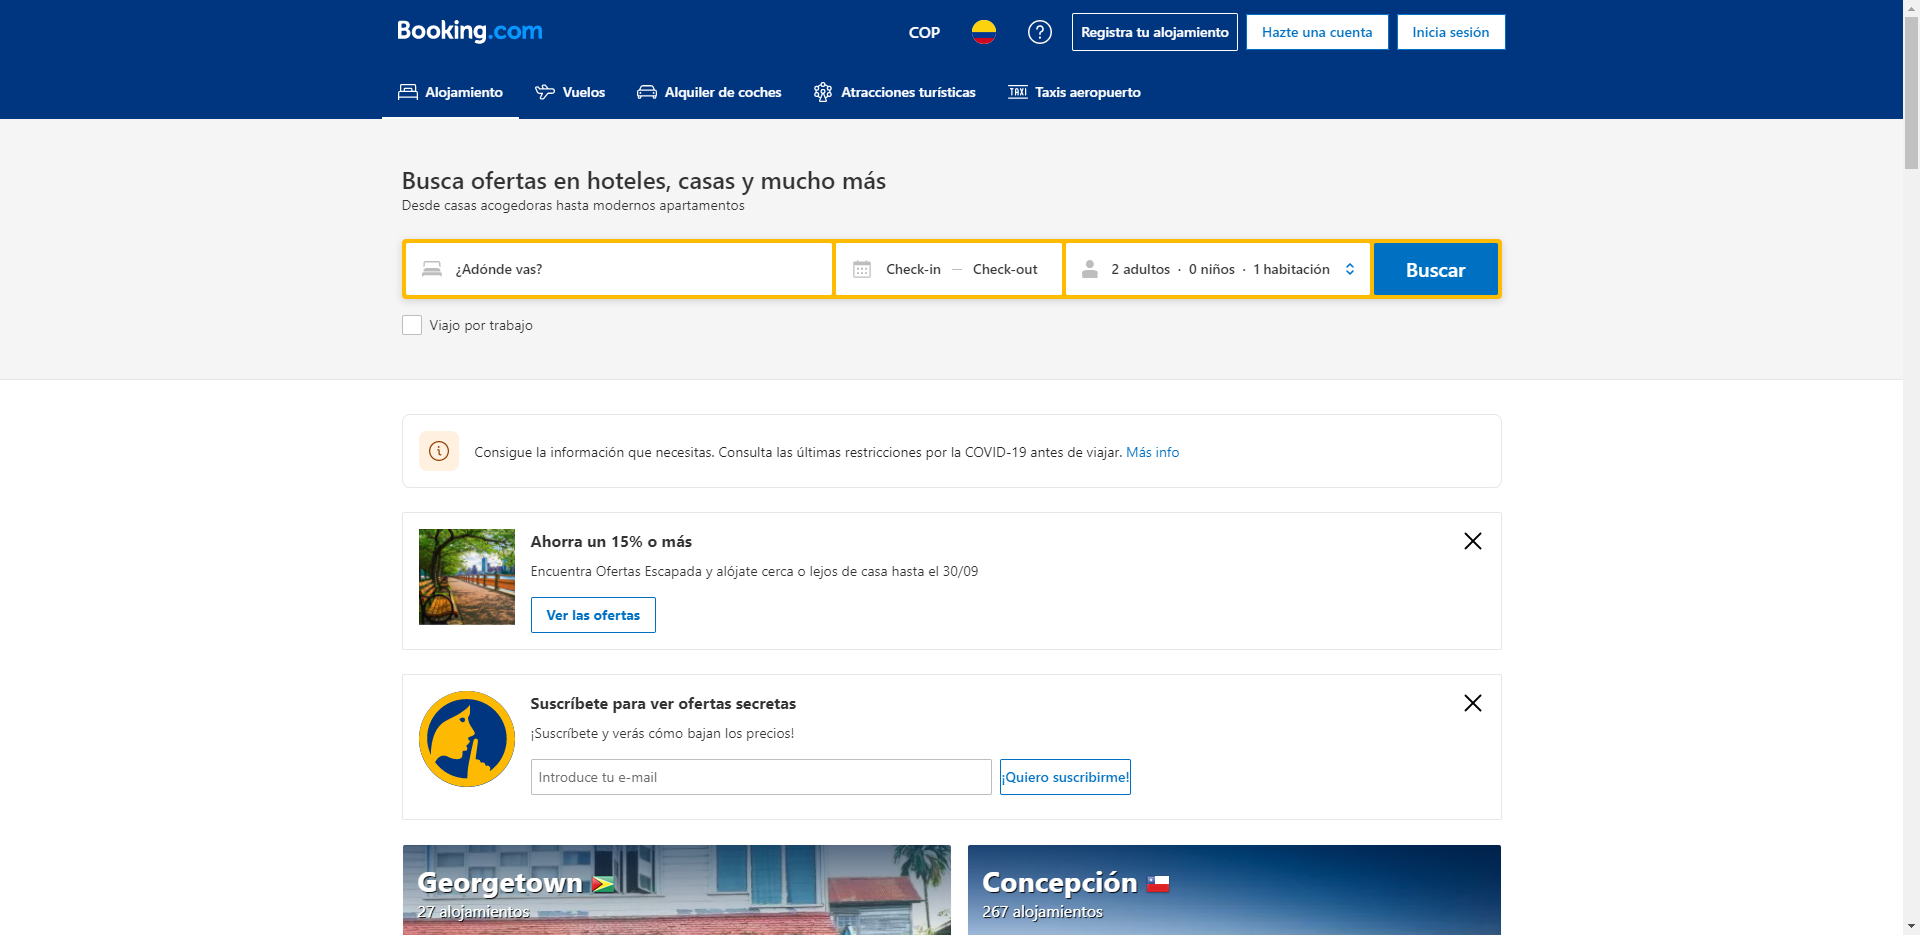 Booking.com
COP
Registra tu alojamiento
Hazte una cuenta
Inicia sesión
Alojamiento
Vuelos
Alquiler de coches
Atracciones turísticas
TAXI Taxis aeropuerto
Busca ofertas en hoteles, casas y mucho más
Desde casas acogedoras hasta modernos apartamentos
¿Adónde vas?
Check-in — Check-out
2 adultos · 0 niños · 1 habitación
Buscar
Viajo por trabajo
Consigue la información que necesitas. Consulta las últimas restricciones por la COVID-19 antes de viajar. Más info
Ahorra un 15% o más
Encuentra Ofertas Escapada y alójate cerca o lejos de casa hasta el 30/09
Ver las ofertas
Suscríbete para ver ofertas secretas
¡Suscríbete y verás cómo bajan los precios!
Introduce tu e-mail
¡Quiero suscribirme!
Georgetown
27 alojamientos
Concepción
267 alojamientos